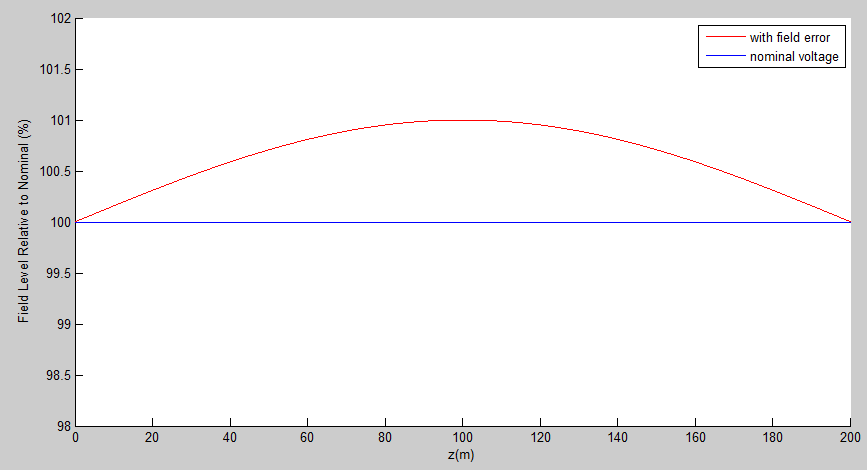 102
101.5
101
100.5
100
99.5
99
98.5
98
Field Level Relative to Nominal (%)
with field error
nominal voltage
0 20 40 60 80 100 120 140 160 180 200
z(m)